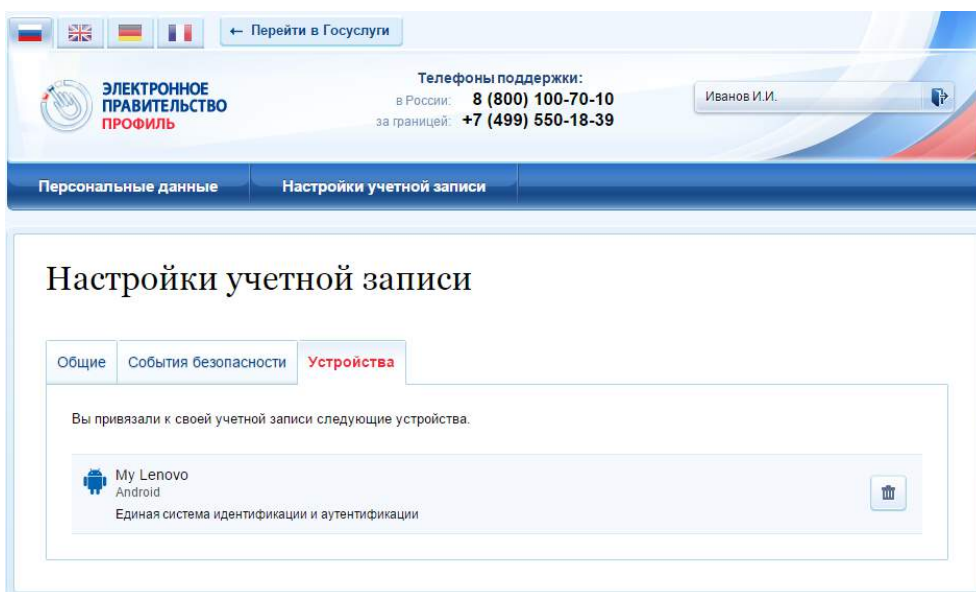 ← Перейти в Госуслуги
ЭЛЕКТРОННОЕ
ПРАВИТЕЛЬСТВО
ПРОФИЛЬ
Телефоны поддержки:
в России: 8 (800) 100-70-10
за границей: +7 (499) 550-18-39
Иванов И.И.
Персональные данные Настройки учетной записи
Настройки учетной записи
Общие События безопасности Устройства
Вы привязали к своей учетной записи следующие устройства.
My Lenovo
Android
Единая система идентификации и аутентификации